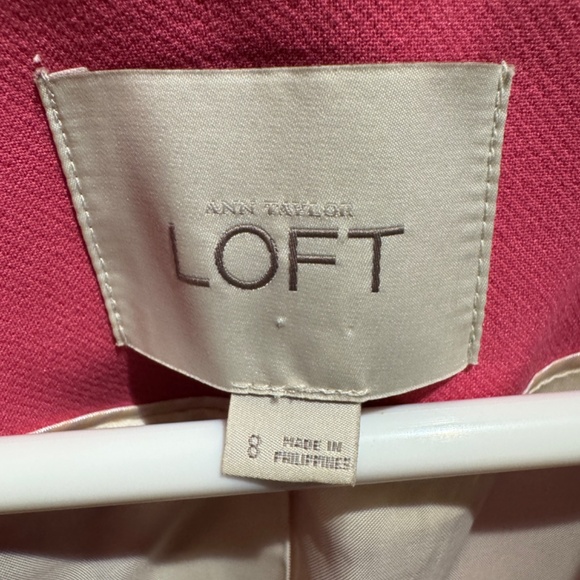 ANN TAYLOR
LOFT
8 MADE IN
PHILIPPINES